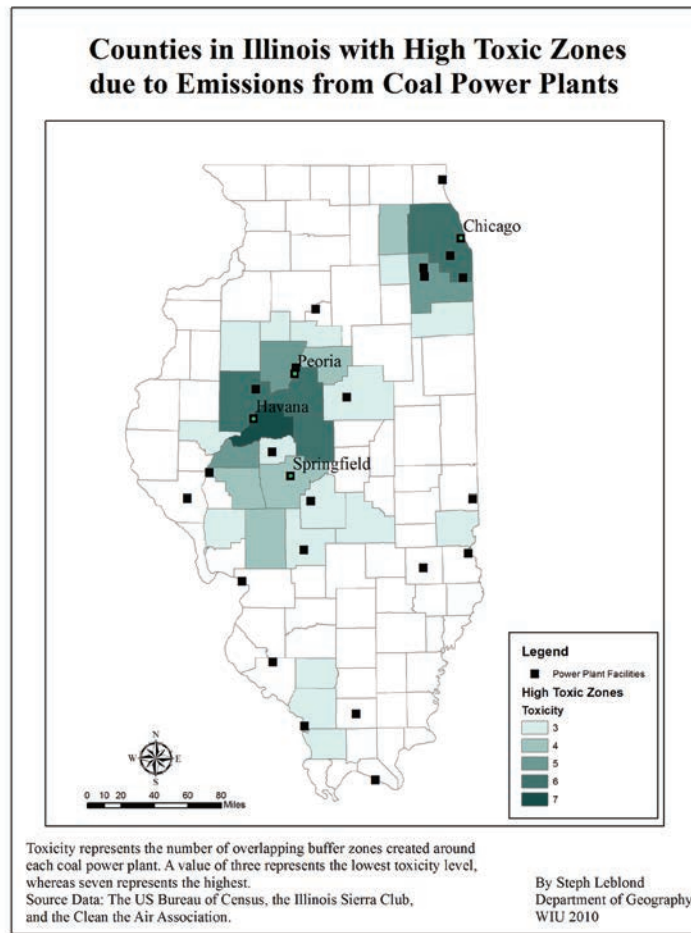 Counties in Illinois with High Toxic Zones
due to Emissions from Coal Power Plants
Chicago
Peoria
Havana
Springfield
Legend
Power Plant Facilities
High Toxic Zones
Toxicity
3
4
5
6
7
N
W E
S
0 20 40 60 80
Miles
Toxicity represents the number of overlapping buffer zones created around
each coal power plant. A value of three represents the lowest toxicity level,
whereas seven represents the highest.
Source Data: The US Bureau of Census, the Illinois Sierra Club,
and the Clean the Air Association.
By Steph Leblond
Department of Geography
WIU 2010